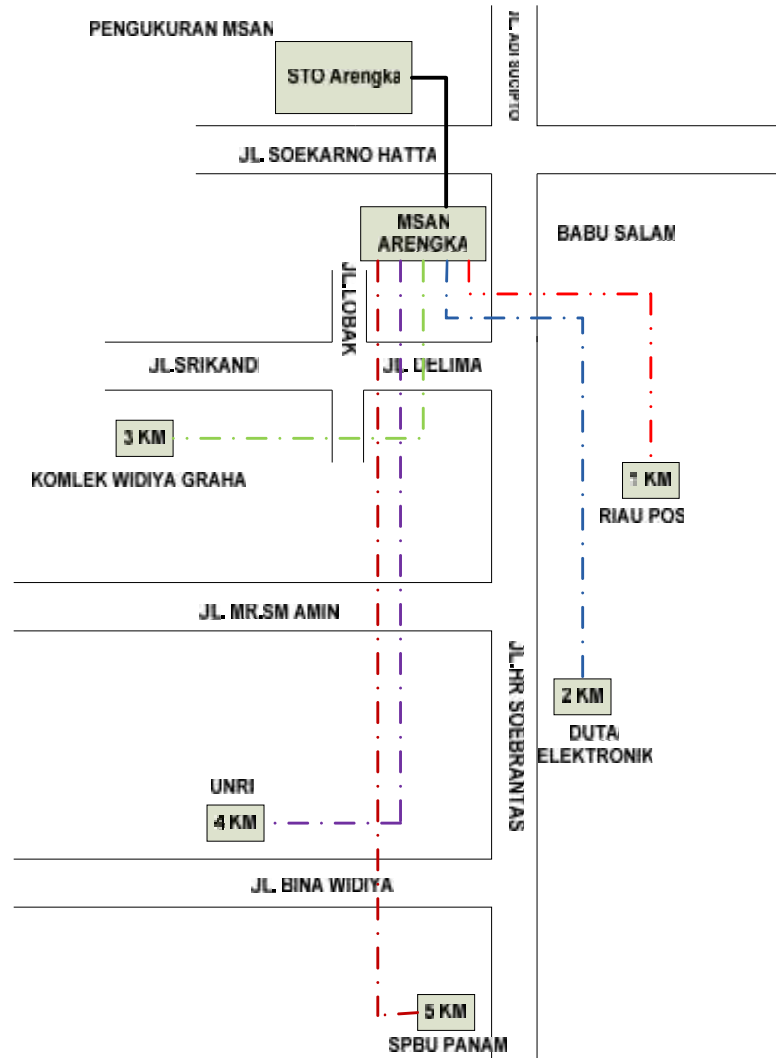 PENGUKURAN MSAN
STO Arengka
JL. ADI SUCIPTO
JL. SOEKARNO HATTA
MSAN
ARENGKA
BABU SALAM
JL.LOBAK
JL.SRIKANDI
JL. DELIMA
3 KM
KOMLEK WIDIYA GRAHA
1 KM
RIAU POS
JL. MR.SM AMIN
JL.HR SOEBRANTAS
2 KM
DUTA
ELEKTRONIK
UNRI
4 KM
JL. BINA WIDIYA
5 KM
SPBU PANAM